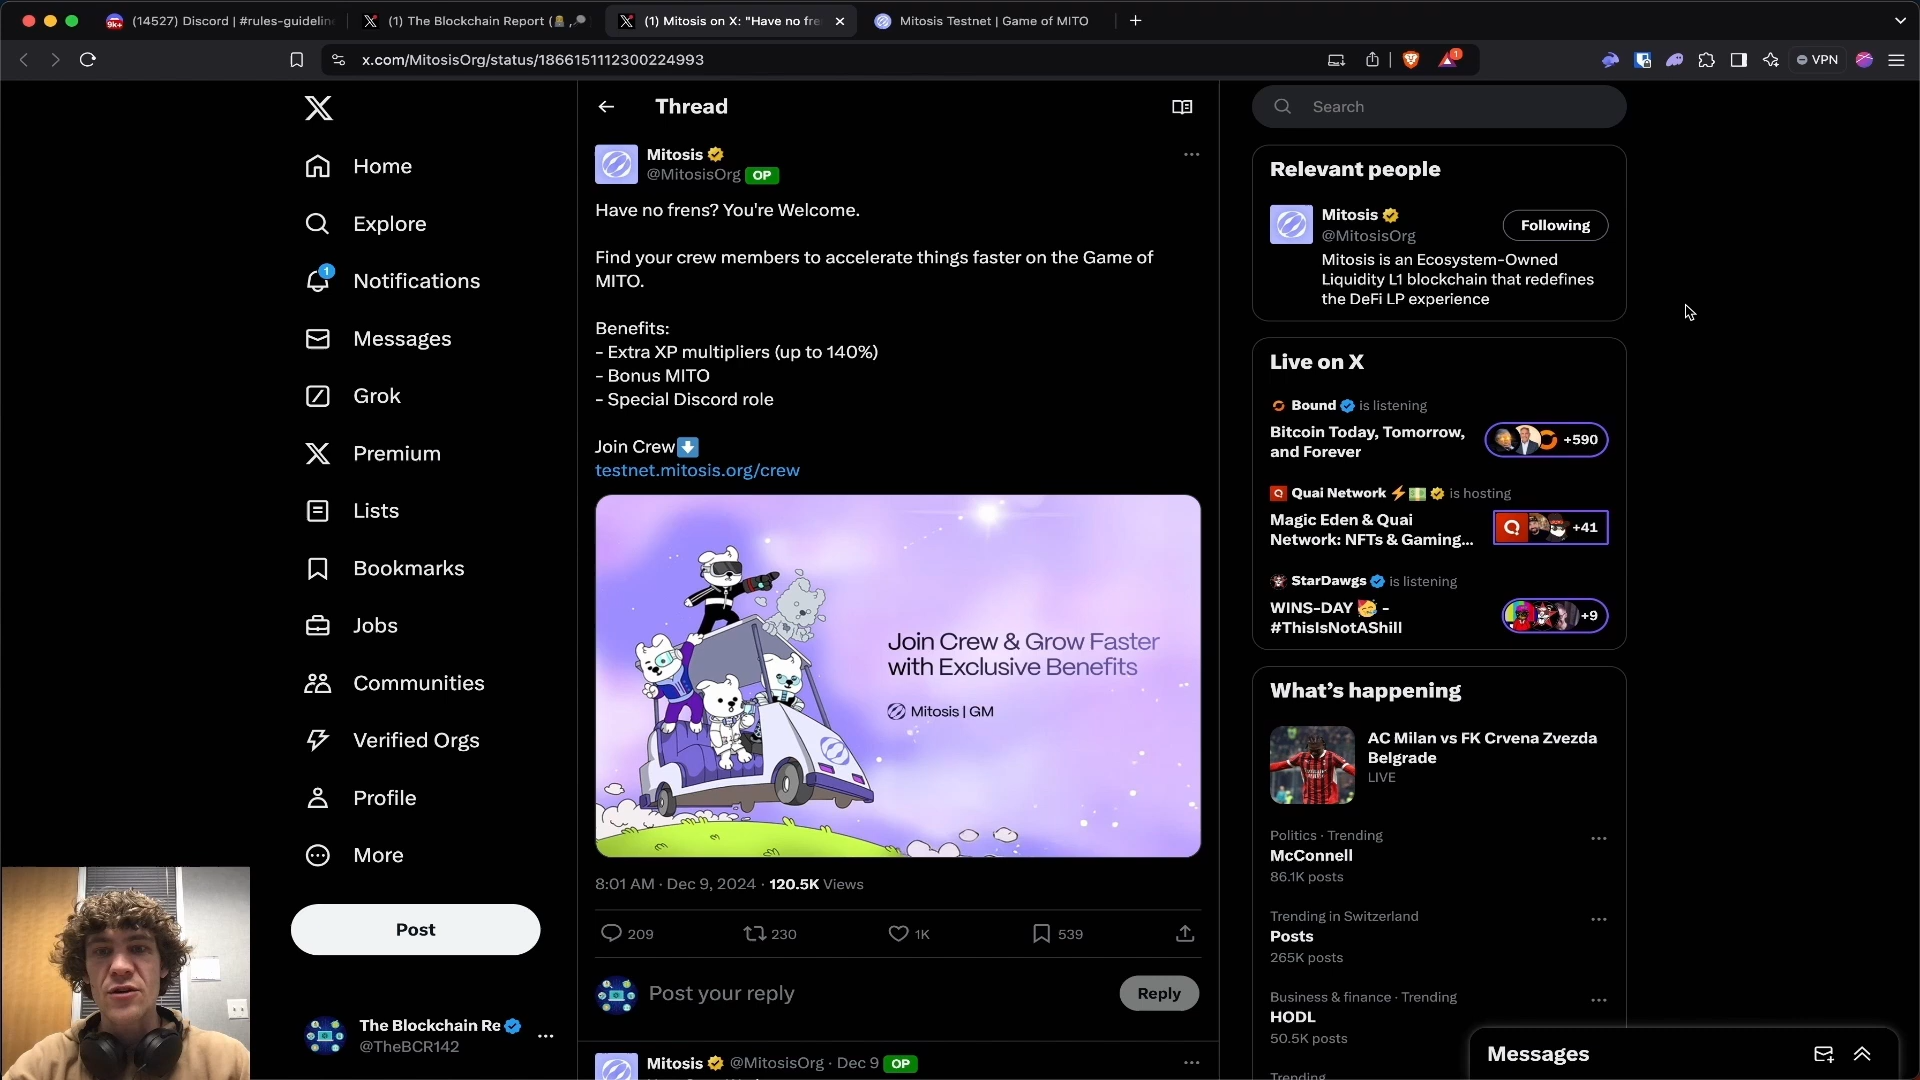 (14527) Discord | #rules-guideline
(1) The Blockchain Report (
(1) Mitosis on X: "Have no fre
Mitosis Testnet | Game of MITO
x.com/MitosisOrg/status/1866151112300224993
1
VPN
Home
Explore
1
Notifications
Messages
Grok
Premium
Lists
Bookmarks
Jobs
Communities
Verified Orgs
Profile
More
Post
The Blockchain Re
@TheBCR142
Thread
Mitosis
@MitosisOrg OP
Have no frens? You're Welcome.
Find your crew members to accelerate things faster on the Game of
MITO.
Benefits:
- Extra XP multipliers (up to 140%)
- Bonus MITO
- Special Discord role
Join Crew⬇️
testnet.mitosis.org/crew
Join Crew & Grow Faster
with Exclusive Benefits
Mitosis | GM
8:01 AM · Dec 9, 2024 · 120.5K Views
209
230
1K
539
Post your reply
Reply
Mitosis @MitosisOrg · Dec 9 OP
Search
Relevant people
Mitosis
@MitosisOrg
Following
Mitosis is an Ecosystem-Owned
Liquidity L1 blockchain that redefines
the DeFi LP experience
Live on X
Bound is listening
Bitcoin Today, Tomorrow,
and Forever
+590
Quai Network ⚡💵 is hosting
Magic Eden & Quai
Network: NFTs & Gaming...
+41
StarDawgs is listening
WINS-DAY 🥳 -
#ThisIsNotAShill
+9
What's happening
AC Milan vs FK Crvena Zvezda
Belgrade
LIVE
Politics · Trending
McConnell
86.1K posts
Trending in Switzerland
Posts
265K posts
Business & finance · Trending
HODL
50.5K posts
Trending
Messages